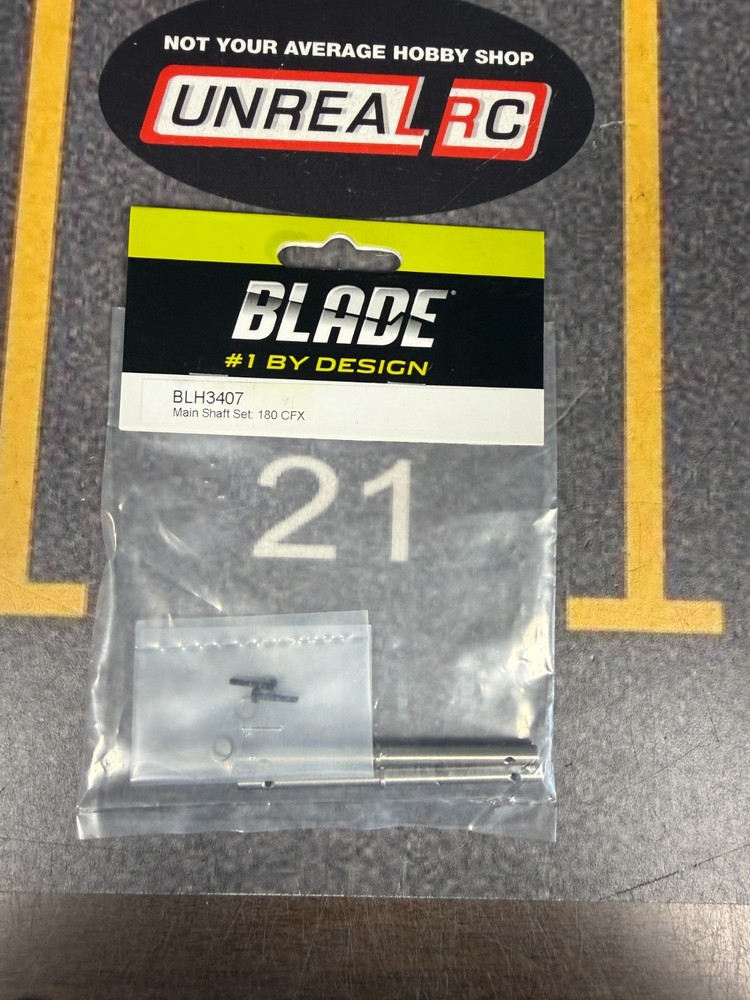 NOT YOUR AVERAGE HOBBY SHOP
UNREAL RC
BLADE
#1 BY DESIGN
BLH3407
Main Shaft Set: 180 CFX
21